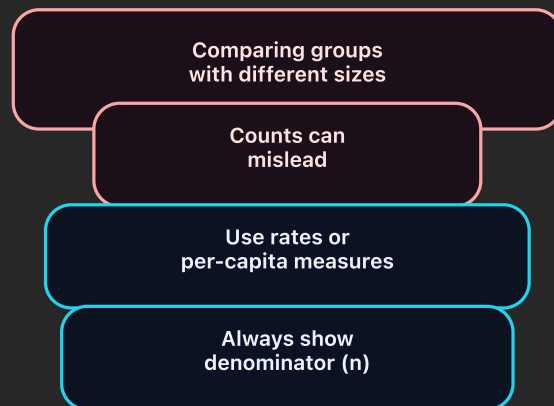 Comparing groups
with different sizes
Counts can
mislead
Use rates or
per-capita measures
Always show
denominator (n)